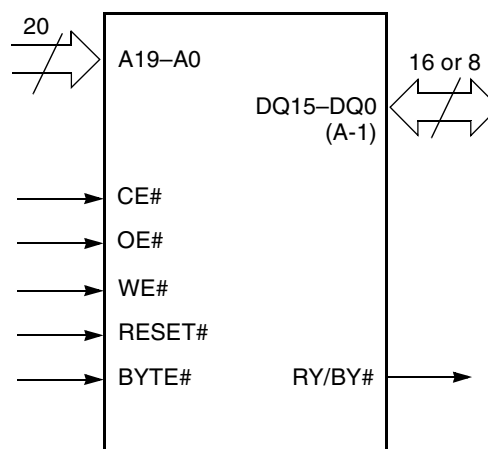 20
A19–A0
16 or 8
DQ15–DQ0
(A-1)
CE#
OE#
WE#
RESET#
BYTE#
RY/BY#